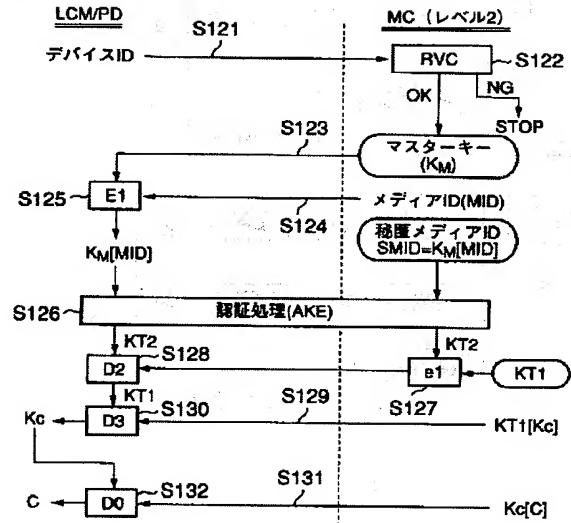 LCM/PD
MC (レベル2)
S121
デバイスID
RVC
S122
OK
NG
STOP
S123
マスターキー
(KM)
S125
E1
S124
メディアID(MID)
KM[MID]
秘匿メディアID
SMID=KM[MID]
S126
認証処理(AKE)
KT2
KT2
D2
S128
e1
KT1
S127
KT1
Kc
D3
S130
S129
KT1[Kc]
S131
C
D0
S132
Kc[C]